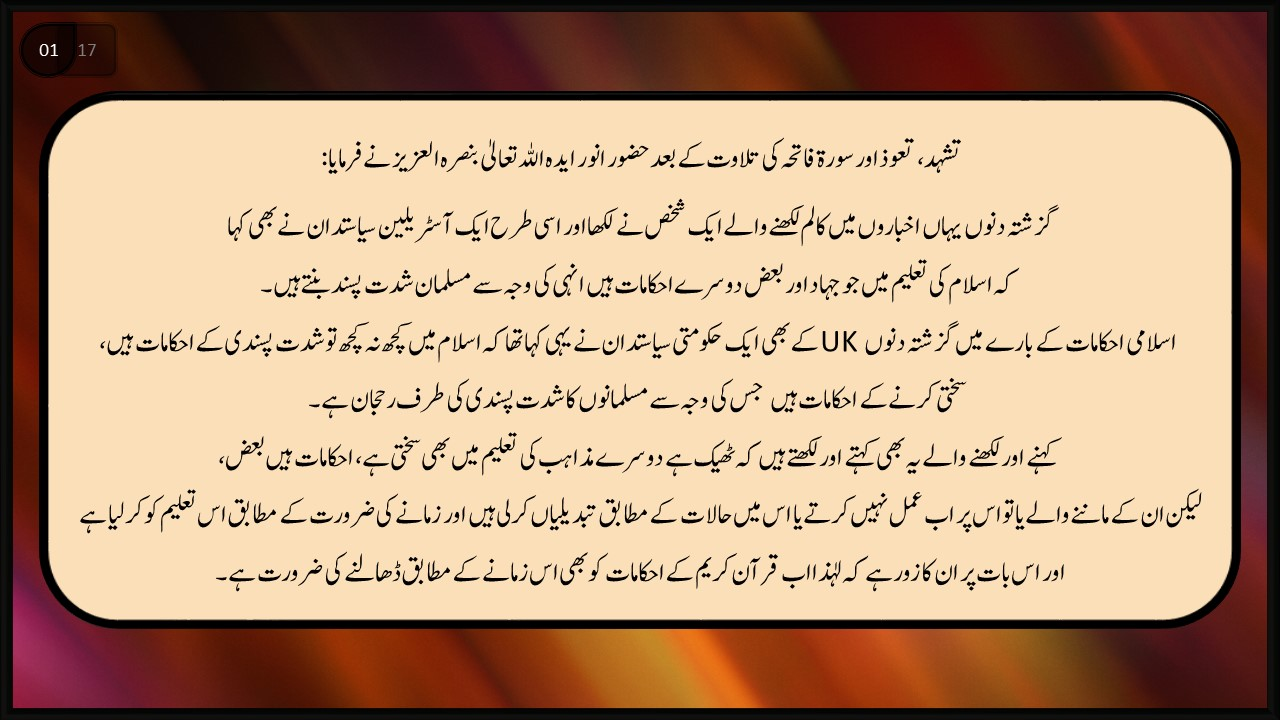 01 17
تشہد، تعوذ اور سورۃ فاتحہ کی تلاوت کے بعد حضور انور ایدہ اللہ تعالیٰ بنصرہ العزیز نے فرمایا:
گزشتہ دنوں یہاں اخباروں میں کالم لکھنے والے ایک شخص نے لکھا اور اسی طرح ایک آسٹریلین سیاستدان نے بھی کہا
کہ اسلام کی تعلیم میں جو جہاد اور بعض دوسرے احکامات ہیں انہی کی وجہ سے مسلمان شدت پسند بنتے ہیں۔
اسلامی احکامات کے بارے میں گزشتہ دنوں UK کے بھی ایک حکومتی سیاستدان نے یہی کہا تھا کہ اسلام میں کچھ نہ کچھ تو شدت پسندی کے احکامات ہیں،
سختی کرنے کے احکامات ہیں جس کی وجہ سے مسلمانوں کا شدت پسندی کی طرف رجحان ہے۔
کہنے اور لکھنے والے یہ بھی کہتے اور لکھتے ہیں کہ ٹھیک ہے دوسرے مذاہب کی تعلیم میں بھی سختی ہے، احکامات ہیں بعض،
لیکن ان کے ماننے والے یا تو اس پر اب عمل نہیں کرتے یا اس میں حالات کے مطابق تبدیلیاں کر لی ہیں اور زمانے کی ضرورت کے مطابق اس تعلیم کو کر لیا ہے
اور اس بات پر ان کا زور ہے کہ لہٰذا اب قرآن کریم کے احکامات کو بھی اس زمانے کے مطابق ڈھالنے کی ضرورت ہے۔